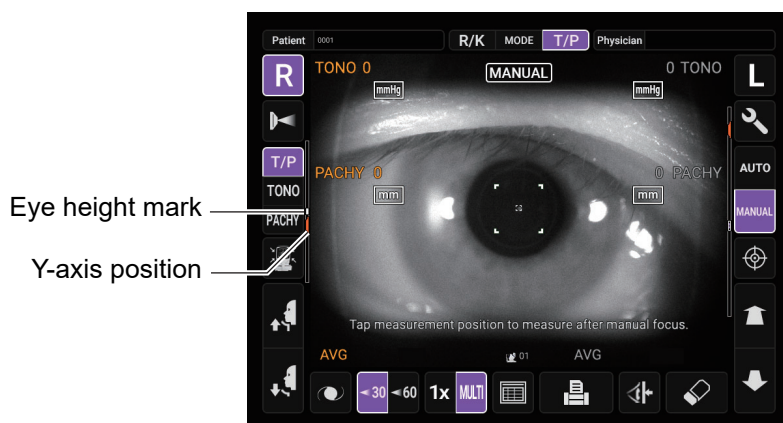 Patient 0001 R/K MODE T/P Physician
R TONO 0 MANUAL 0 TONO L
mmHg mmHg
T/P PACHY 0 0 PACHY AUTO
TONO mm mm
Eye height mark PACHY MANUAL
Y-axis position
Tap measurement position to measure after manual focus.
AVG 01 AVG
30 60 1x MULTI